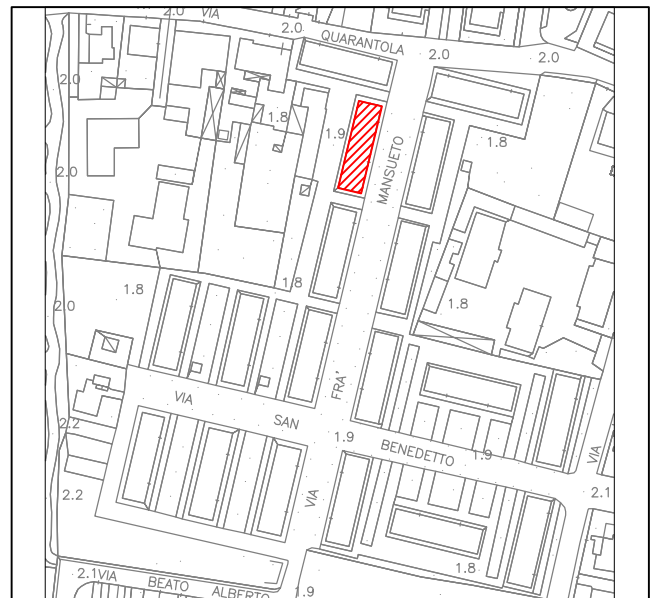 2.0 VIA
2.0
QUARANTOLA
2.0
2.0
2.0
1.8
1.9
1.8
MANSUETO
2.0
1.8
1.8
1.8
2.0
FRA'
VIA
SAN
1.9
BENEDETTO
1.9
2.2
VIA
2.2
VIA
2.1
1.8
2.1 VIA
BEATO
ALBERTO
1.9